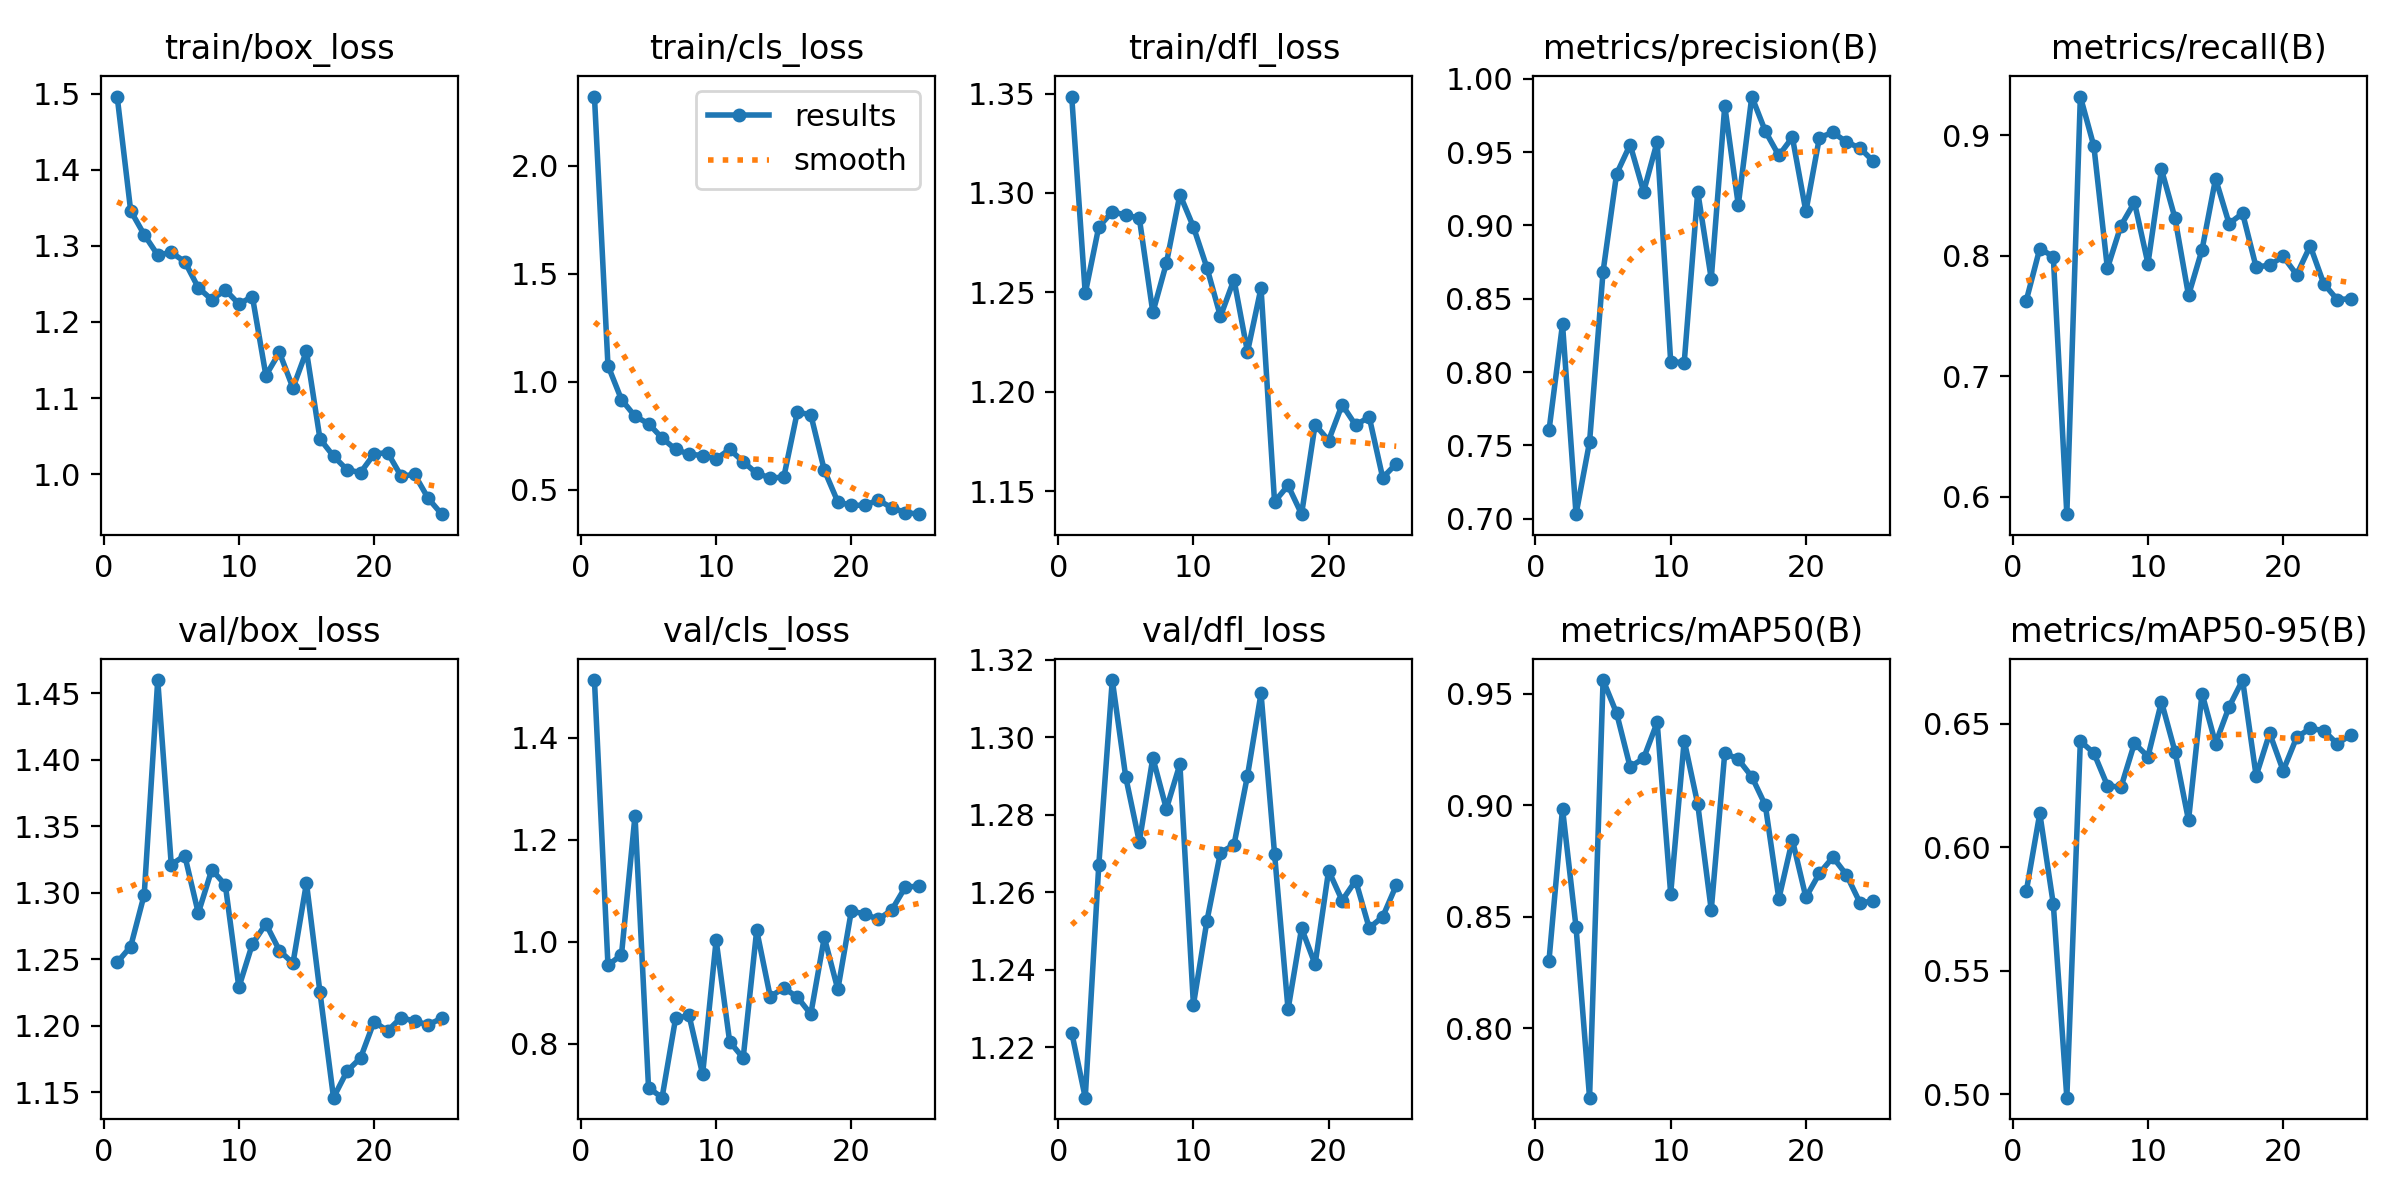 train/box_loss
1.5
1.4
1.3
1.2
1.1
1.0
0 10 20
train/cls_loss
results
smooth
2.0
1.5
1.0
0.5
0 10 20
train/dfl_loss
1.35
1.30
1.25
1.20
1.15
0 10 20
metrics/precision(B)
1.00
0.95
0.90
0.85
0.80
0.75
0.70
0 10 20
metrics/recall(B)
0.9
0.8
0.7
0.6
0 10 20
val/box_loss
1.45
1.40
1.35
1.30
1.25
1.20
1.15
0 10 20
val/cls_loss
1.4
1.2
1.0
0.8
0 10 20
val/dfl_loss
1.32
1.30
1.28
1.26
1.24
1.22
0 10 20
metrics/mAP50(B)
0.95
0.90
0.85
0.80
0 10 20
metrics/mAP50-95(B)
0.65
0.60
0.55
0.50
0 10 20